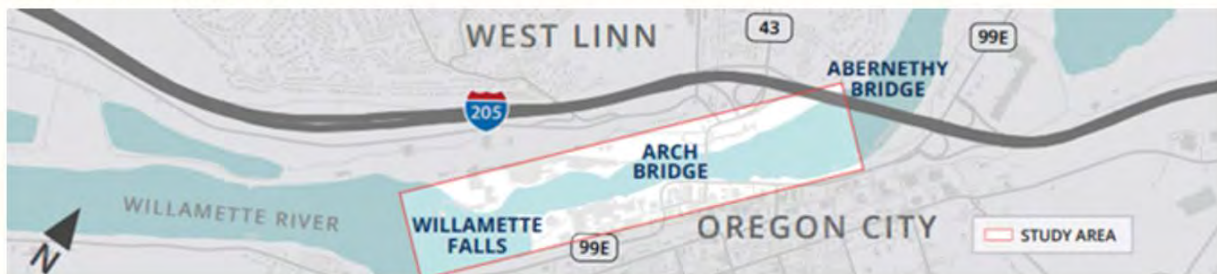 WEST LINN
43
99E
ABERNETHY
BRIDGE
205
ARCH
BRIDGE
WILLAMETTE RIVER
WILLAMETTE
FALLS
99E
OREGON CITY
STUDY AREA
N